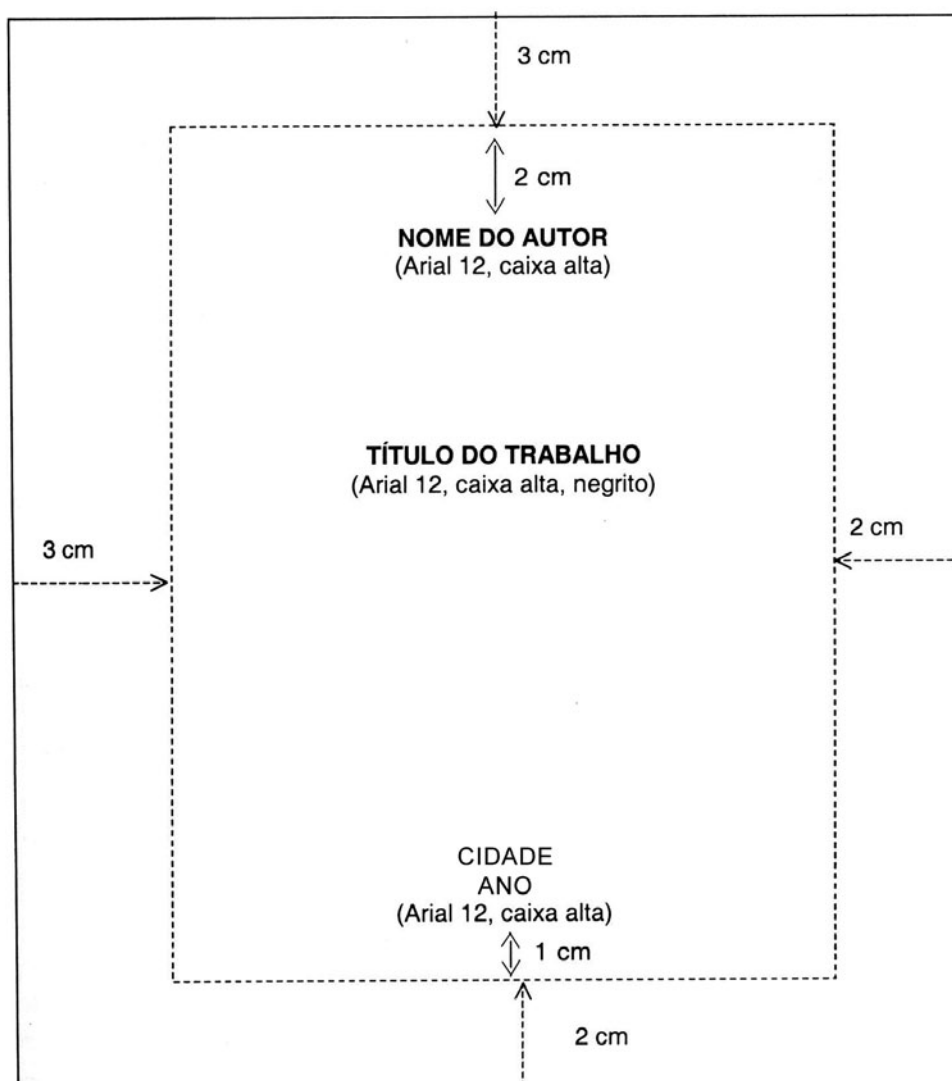 3 cm
2 cm
NOME DO AUTOR
(Arial 12, caixa alta)
TÍTULO DO TRABALHO
(Arial 12, caixa alta, negrito)
3 cm
2 cm
CIDADE
ANO
(Arial 12, caixa alta)
1 cm
2 cm